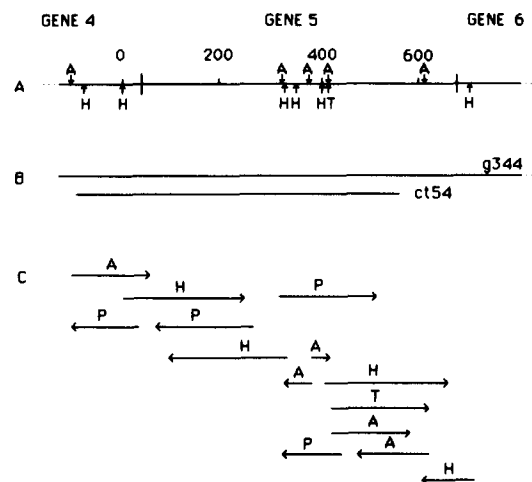 GENE 4 GENE 5 GENE 6
0 200 400 600
A A A A A
A
H H H H H T H
B
g344
ct54
C
A
H P
P P
H A
A H
T
A
P A
H